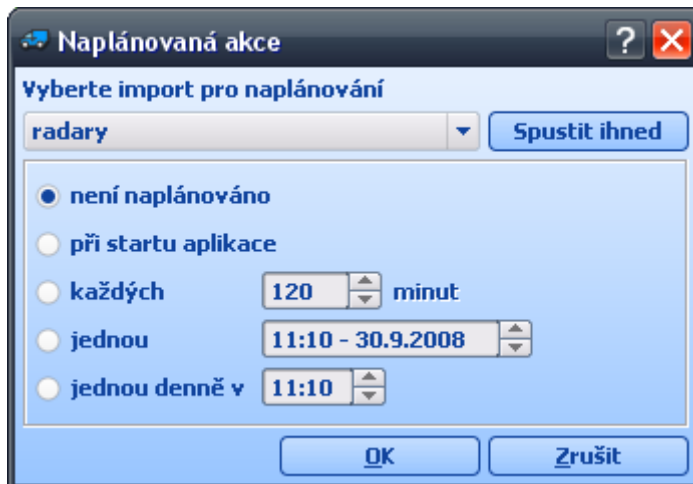 Naplánovaná akce
Vyberte import pro naplánování
radary Spustit ihned
není naplánováno
při startu aplikace
každých 120 minut
jednou 11:10 - 30.9.2008
jednou denně v 11:10
OK Zrušit